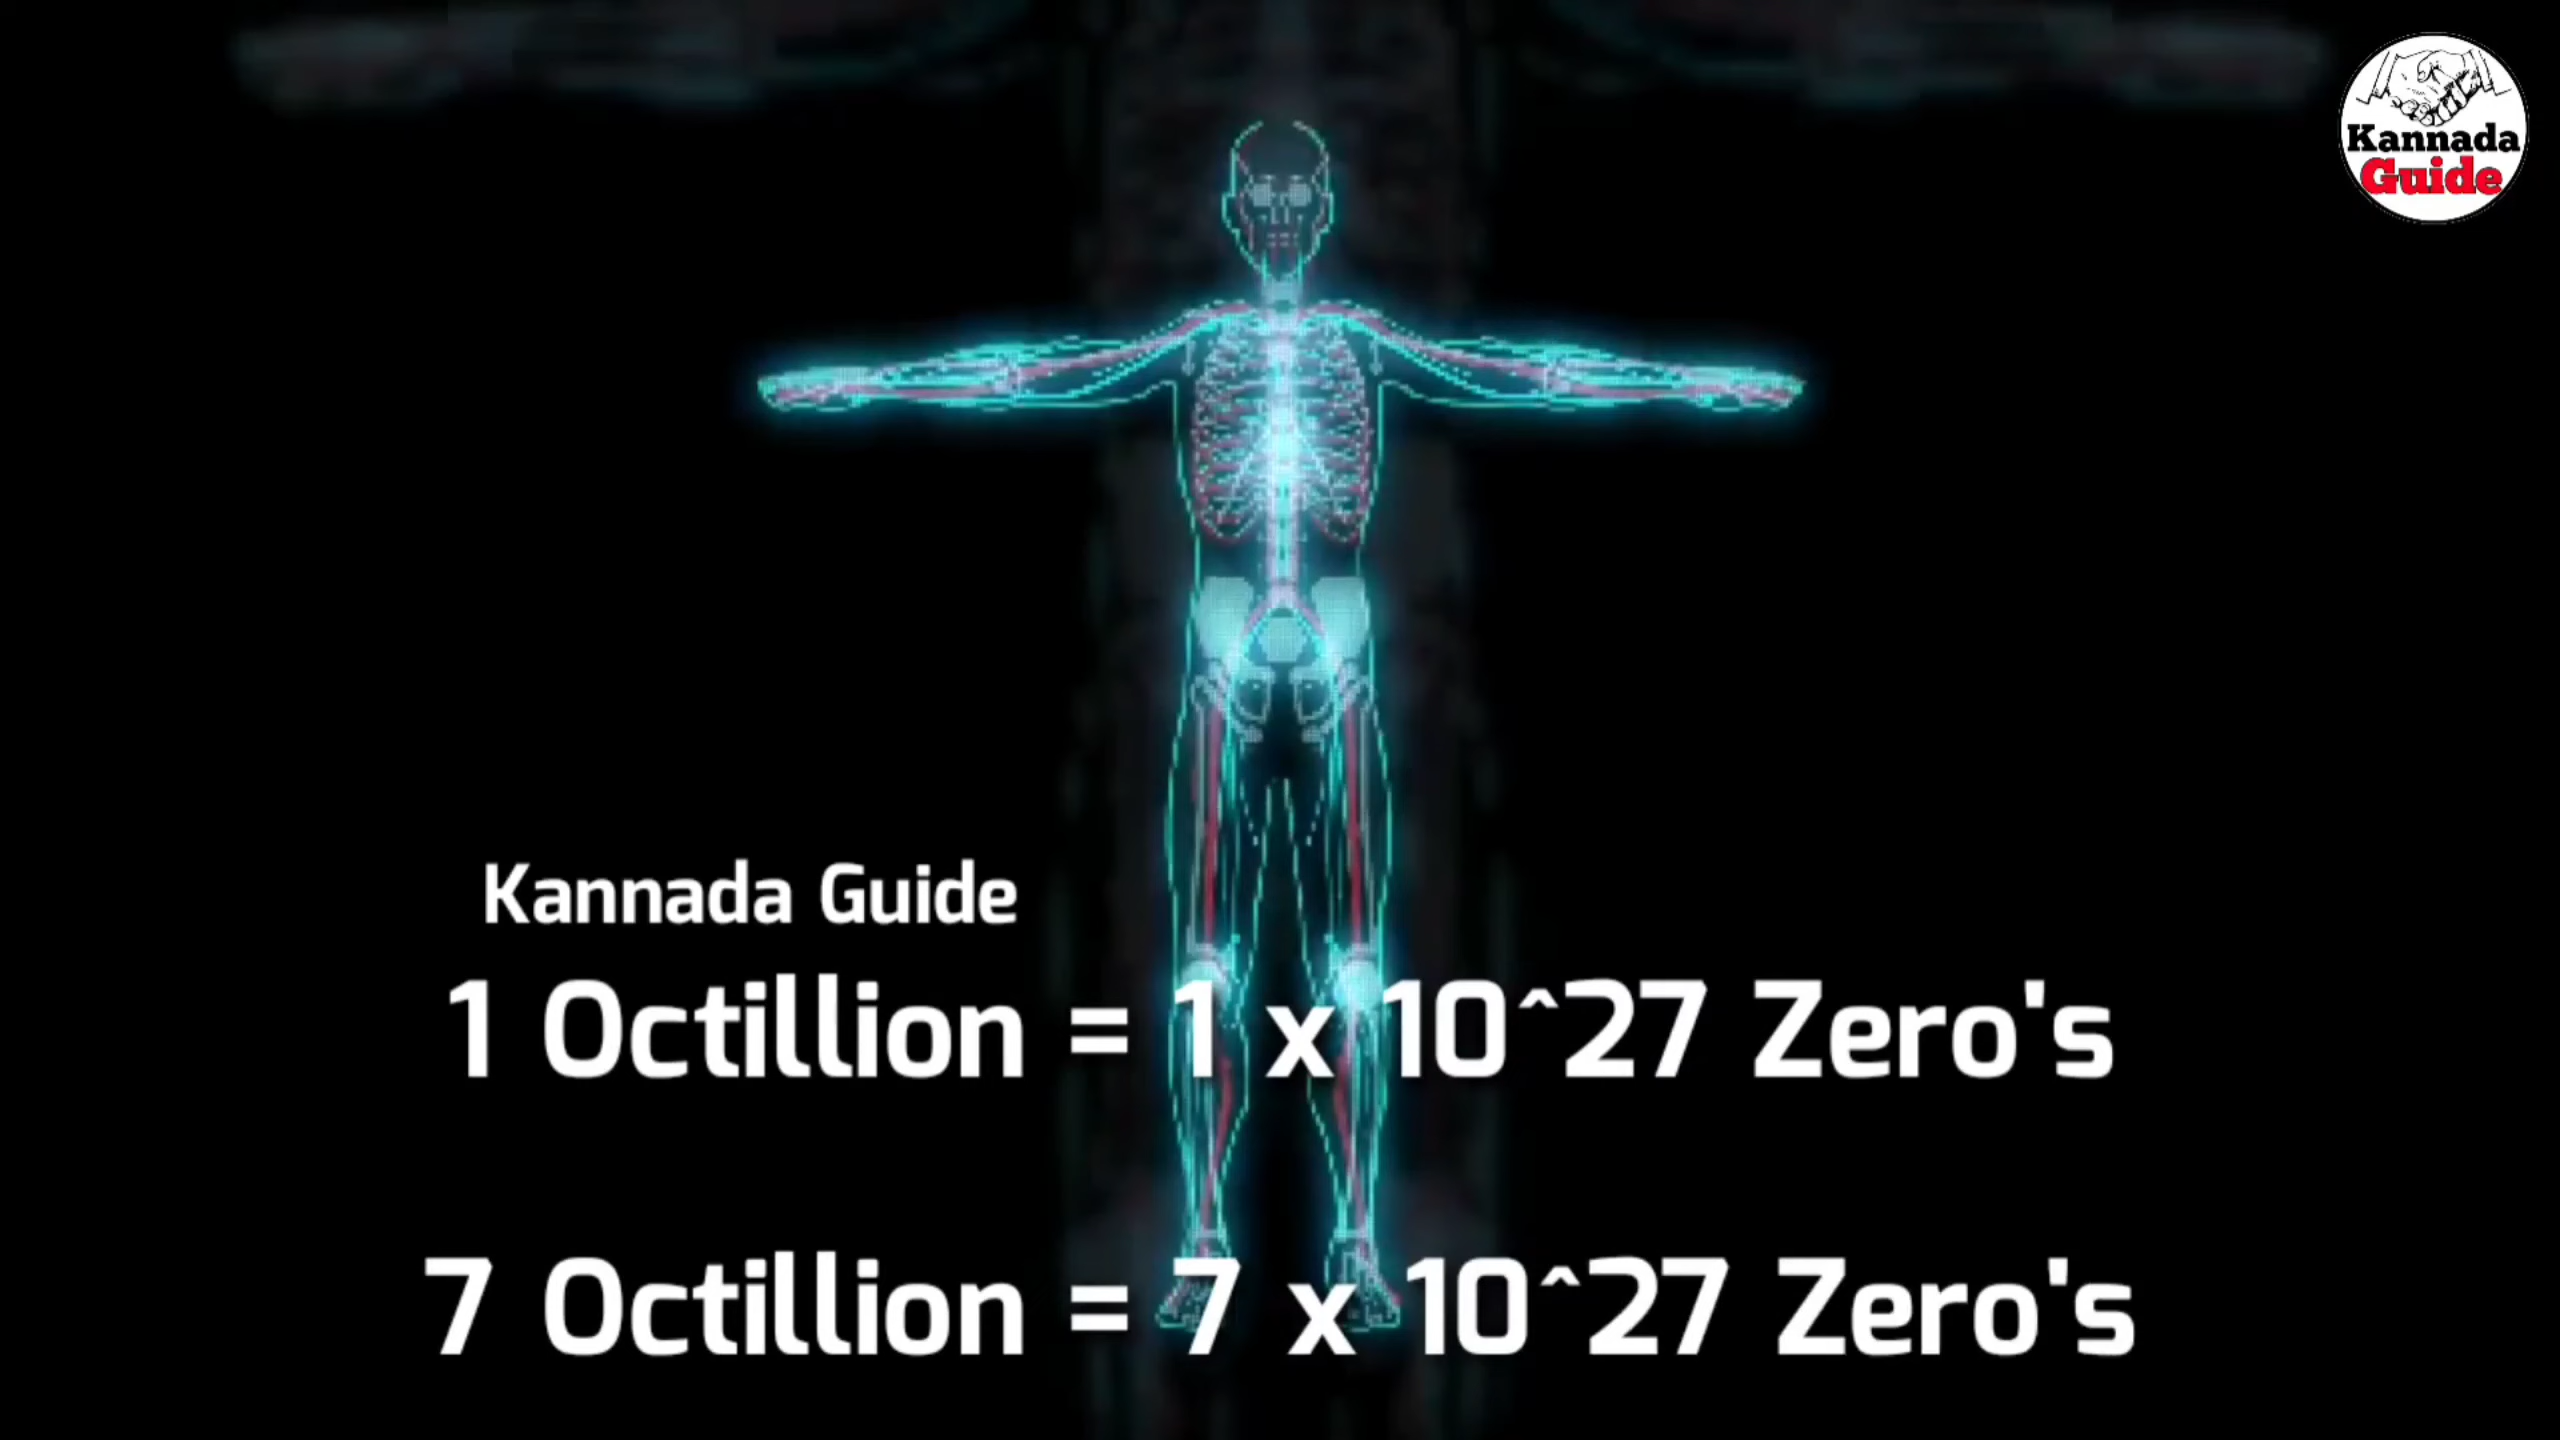 Kannada
Guide
Kannada Guide
1 Octillion = 1 x 10^27 Zero's
7 Octillion = 7 x 10^27 Zero's